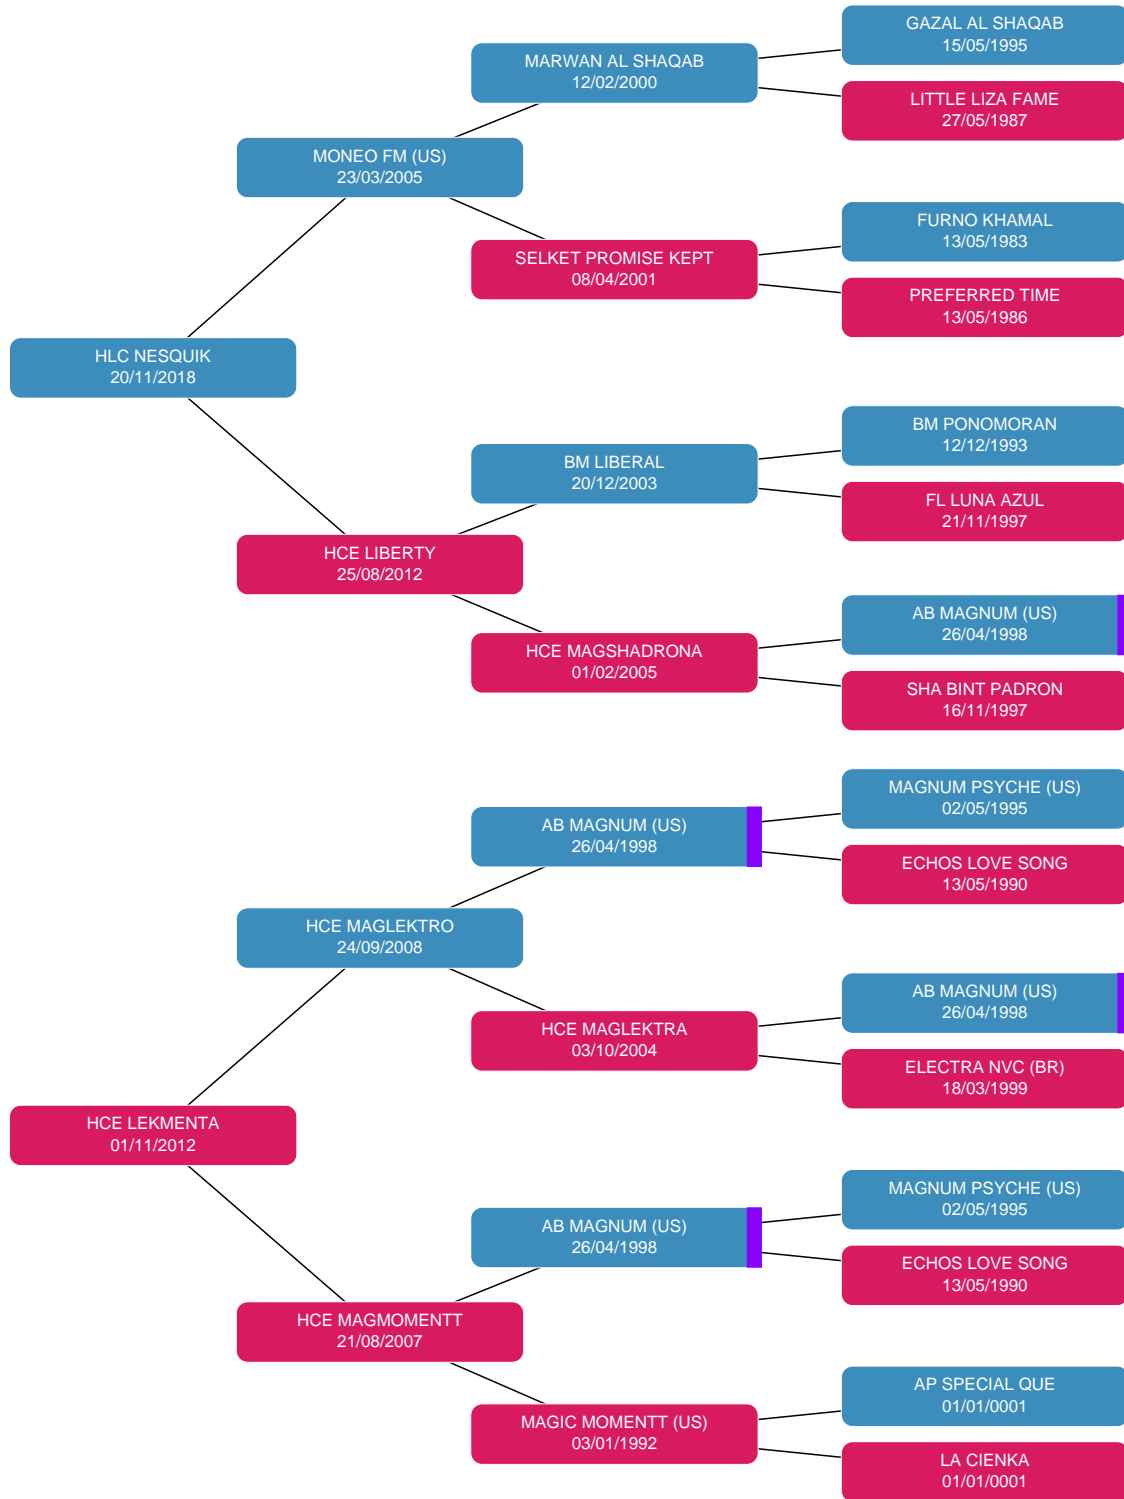 GAZAL AL SHAQAB
15/05/1995
MARWAN AL SHAQAB
12/02/2000
LITTLE LIZA FAME
27/05/1987
MONEO FM (US)
23/03/2005
FURNO KHAMAL
13/05/1983
SELKET PROMISE KEPT
08/04/2001
PREFERRED TIME
13/05/1986
HLC NESQUIK
20/11/2018
BM PONOMORAN
12/12/1993
BM LIBERAL
20/12/2003
FL LUNA AZUL
21/11/1997
HCE LIBERTY
25/08/2012
AB MAGNUM (US)
26/04/1998
HCE MAGSHADRONA
01/02/2005
SHA BINT PADRON
16/11/1997
MAGNUM PSYCHE (US)
02/05/1995
AB MAGNUM (US)
26/04/1998
ECHOS LOVE SONG
13/05/1990
HCE MAGLEKTRO
24/09/2008
AB MAGNUM (US)
26/04/1998
HCE MAGLEKTRA
03/10/2004
ELECTRA NVC (BR)
18/03/1999
HCE LEKMENTA
01/11/2012
MAGNUM PSYCHE (US)
02/05/1995
AB MAGNUM (US)
26/04/1998
ECHOS LOVE SONG
13/05/1990
HCE MAGMOMENTT
21/08/2007
AP SPECIAL QUE
01/01/0001
MAGIC MOMENTT (US)
03/01/1992
LA CIENKA
01/01/0001